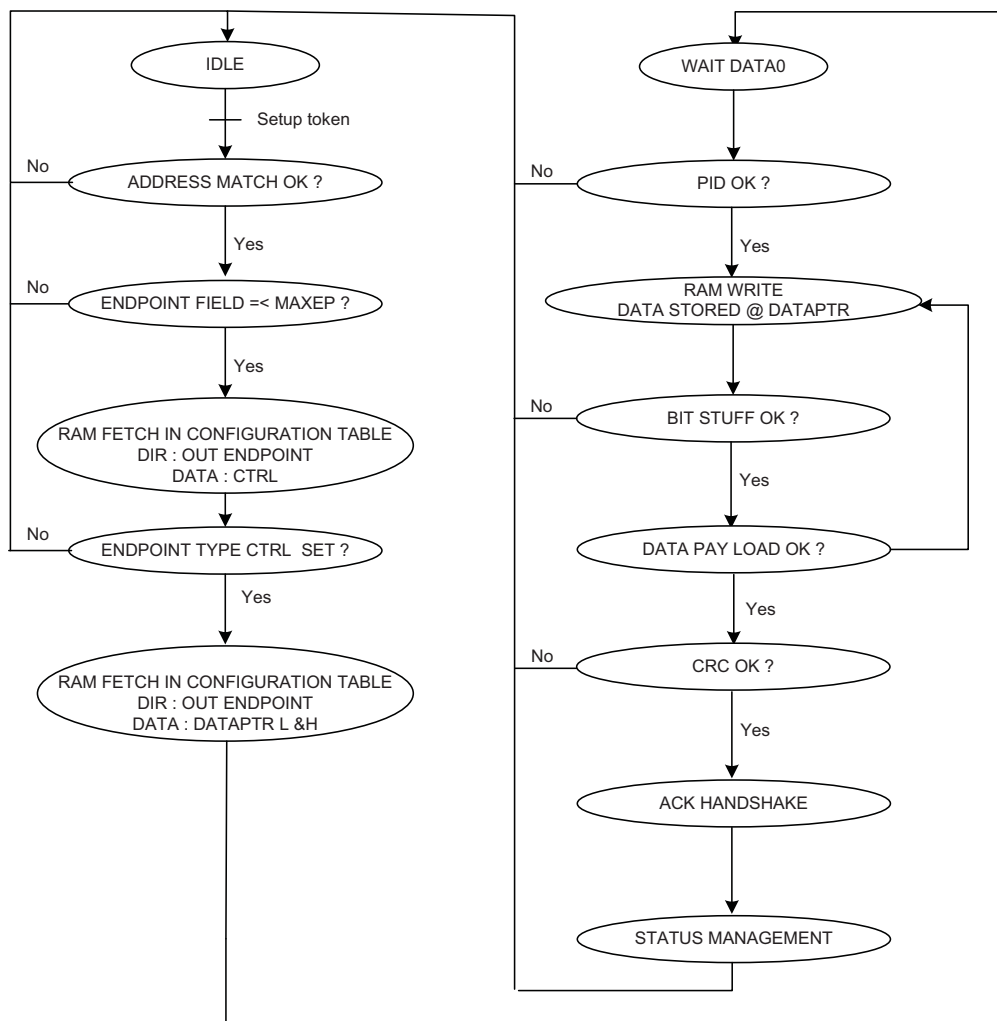 IDLE
Setup token
No
ADDRESS MATCH OK ?
Yes
No
ENDPOINT FIELD =< MAXEP ?
Yes
RAM FETCH IN CONFIGURATION TABLE
DIR : OUT ENDPOINT
DATA : CTRL
No
ENDPOINT TYPE CTRL SET ?
Yes
RAM FETCH IN CONFIGURATION TABLE
DIR : OUT ENDPOINT
DATA : DATAPTR L &H
WAIT DATA0
No
PID OK ?
Yes
RAM WRITE
DATA STORED @ DATAPTR
No
BIT STUFF OK ?
Yes
DATA PAY LOAD OK ?
Yes
No
CRC OK ?
Yes
ACK HANDSHAKE
STATUS MANAGEMENT